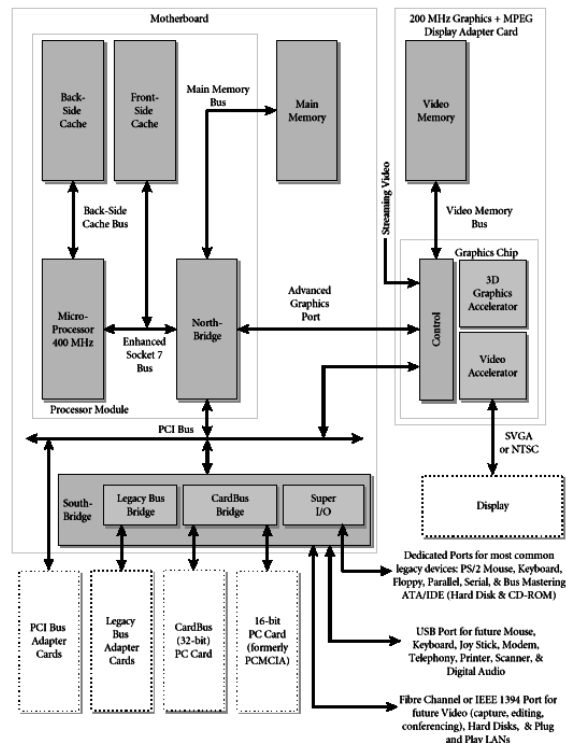 Motherboard
200 MHz Graphics + MPEG
Display Adapter Card
Back-
Side
Cache
Front-
Side
Cache
Main Memory
Bus
Main
Memory
Video
Memory
Back-Side
Cache Bus
Streaming Video
Video Memory
Bus
Graphics Chip
Micro-
Processor
400 MHz
Enhanced
Socket 7
Bus
North-
Bridge
Advanced
Graphics
Port
Control
3D
Graphics
Accelerator
Video
Accelerator
Processor Module
PCI Bus
SVGA
or NTSC
South-
Bridge
Legacy Bus
Bridge
CardBus
Bridge
Super
I/O
Display
PCI Bus
Adapter
Cards
Legacy
Bus
Adapter
Cards
CardBus
(32-bit)
PC Card
16-bit
PC Card
(formerly
PCMCIA)
Dedicated Ports for most common
legacy devices: PS/2 Mouse, Keyboard,
Floppy, Parallel, Serial, & Bus Mastering
ATA/IDE (Hard Disk & CD-ROM)
USB Port for future Mouse,
Keyboard, Joy Stick, Modem,
Telephony, Printer, Scanner, &
Digital Audio
Fibre Channel or IEEE 1394 Port for
future Video (capture, editing,
conferencing), Hard Disks, & Plug
and Play LANs